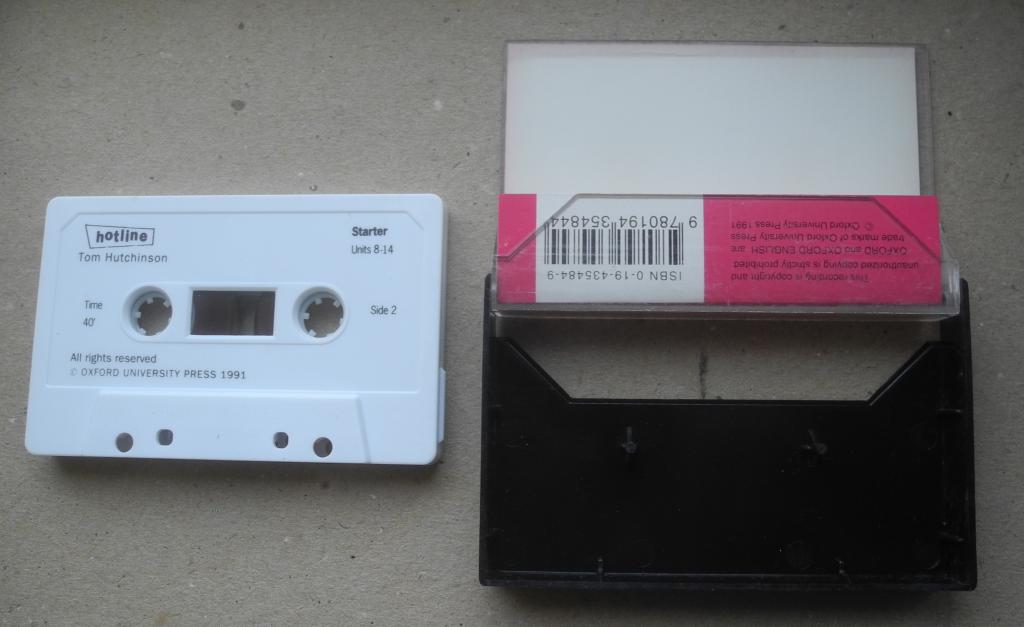 hotline
Tom Hutchinson
Starter
Units 8-14
Time
40'
Side 2
All rights reserved
© OXFORD UNIVERSITY PRESS 1991
This recording is copyright and
unauthorized copying is strictly prohibited
OXFORD and OXFORD ENGLISH are
trade marks of Oxford University Press
© Oxford University Press 1991
ISBN 0-19-435484-9
9 780194 354844